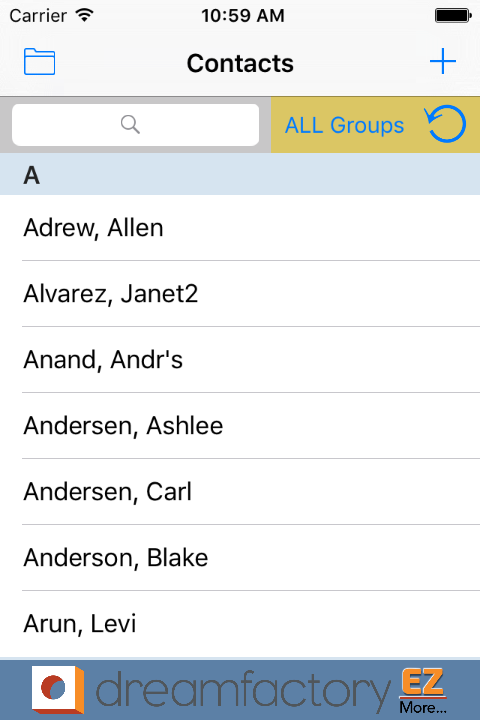 Carrier 10:59 AM
Contacts
ALL Groups
A
Adrew, Allen
Alvarez, Janet2
Anand, Andr's
Andersen, Ashlee
Andersen, Carl
Anderson, Blake
Arun, Levi
dreamfactory EZ
More...